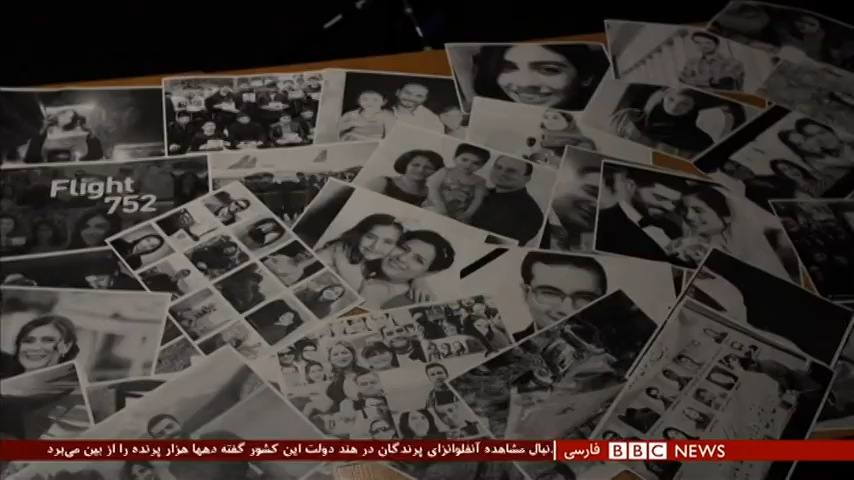 Flight
752
دنبال مشاهده آنفلوانزای پرندگان در هند دولت این کشور گفته دهها هزار پرنده را از بین می‌برد
فارسی BBC NEWS